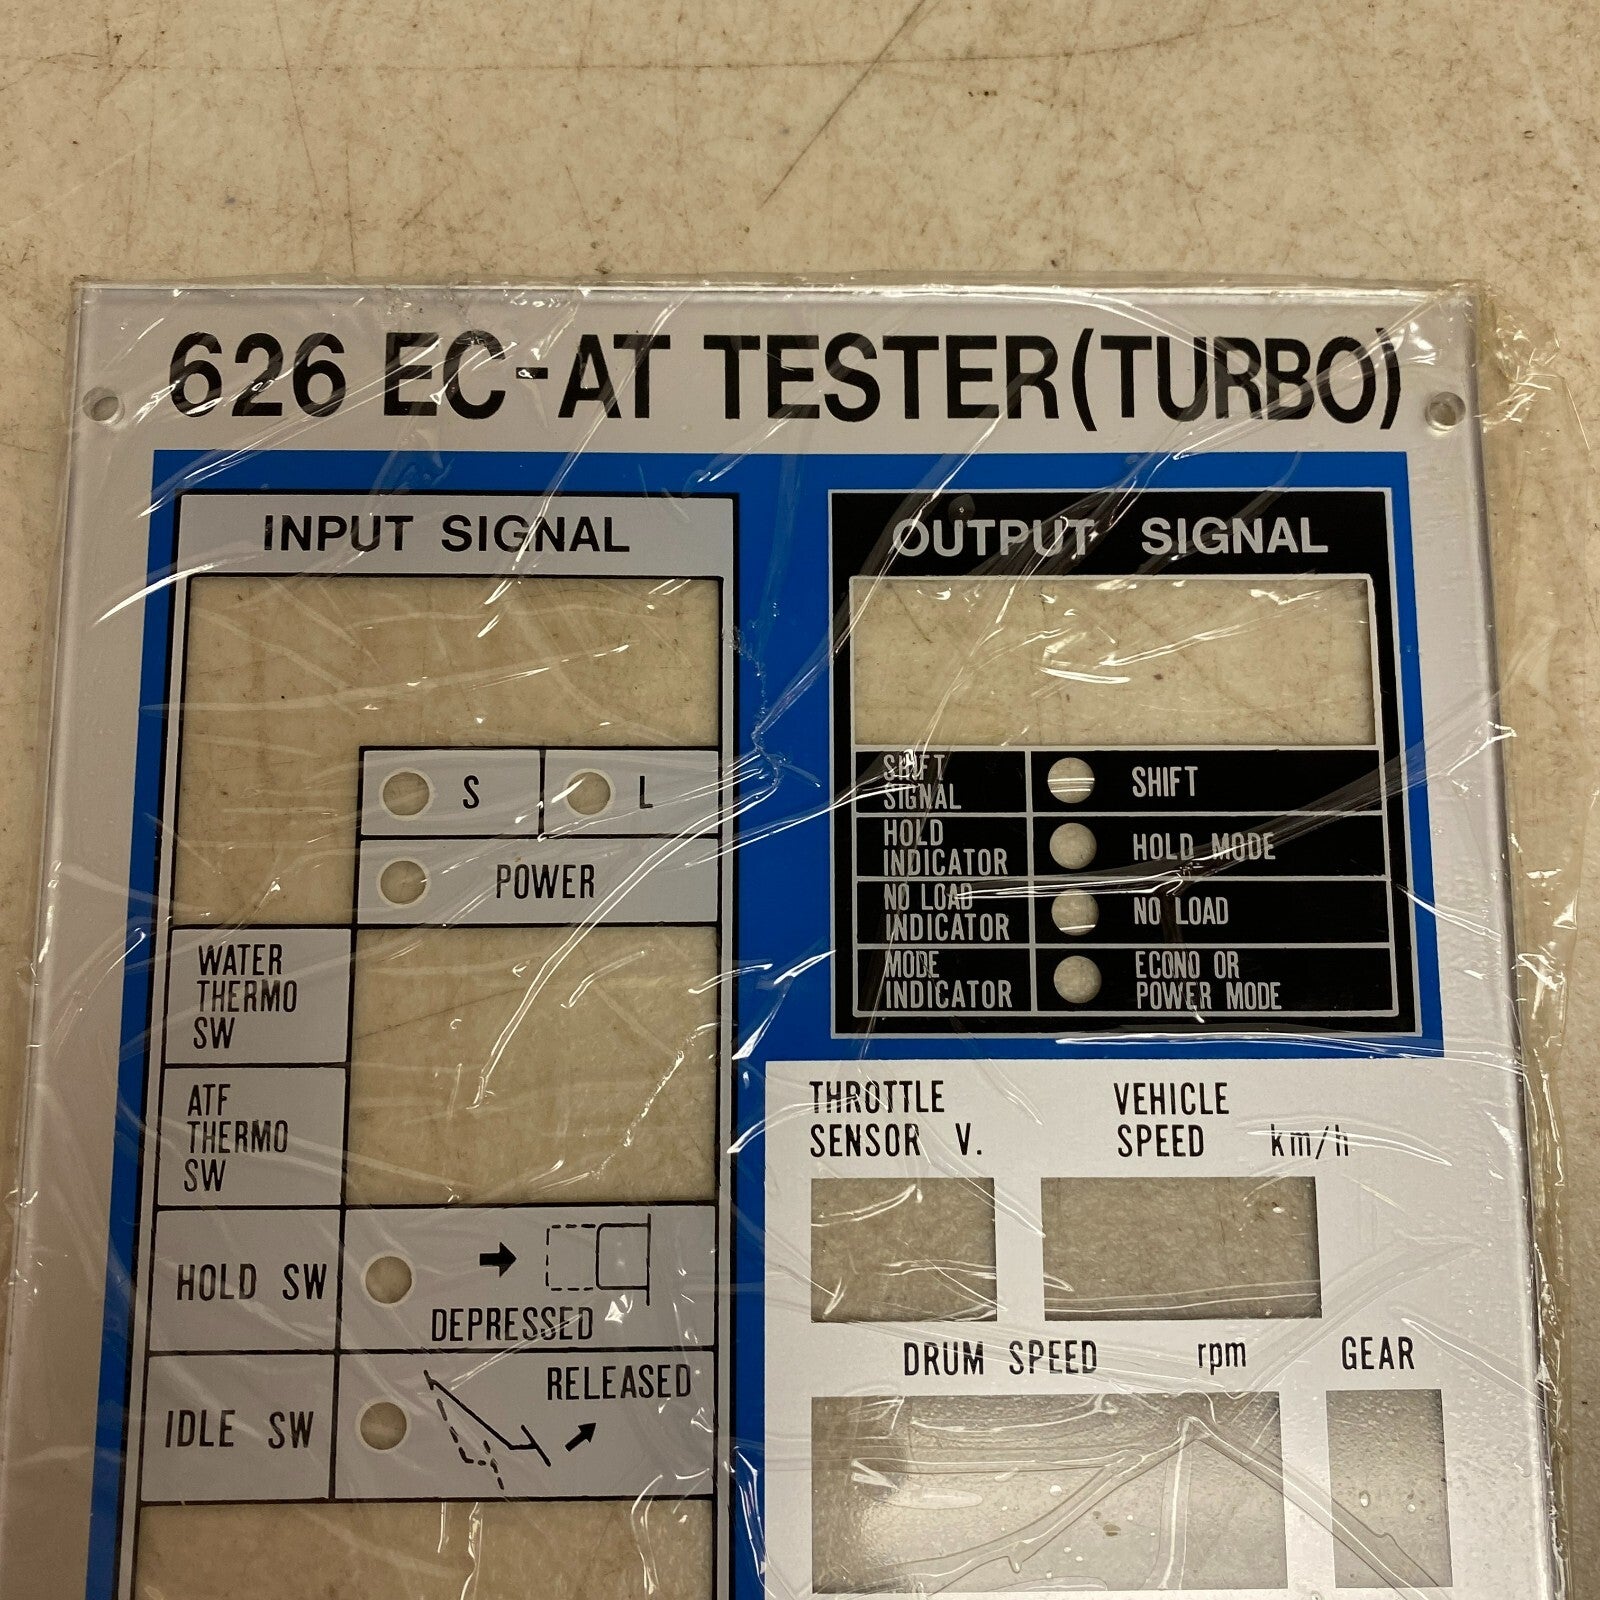 626 EC-AT TESTER(TURBO)
INPUT SIGNAL
S
L
POWER
WATER
THERMO
SW
ATF
THERMO
SW
HOLD SW
DEPRESSED
IDLE SW
RELEASED
OUTPUT SIGNAL
SHIFT
SIGNAL
SHIFT
HOLD
INDICATOR
HOLD MODE
NO LOAD
INDICATOR
NO LOAD
MODE
INDICATOR
ECONO OR
POWER MODE
THROTTLE
SENSOR V.
VEHICLE
SPEED km/h
DRUM SPEED rpm
GEAR